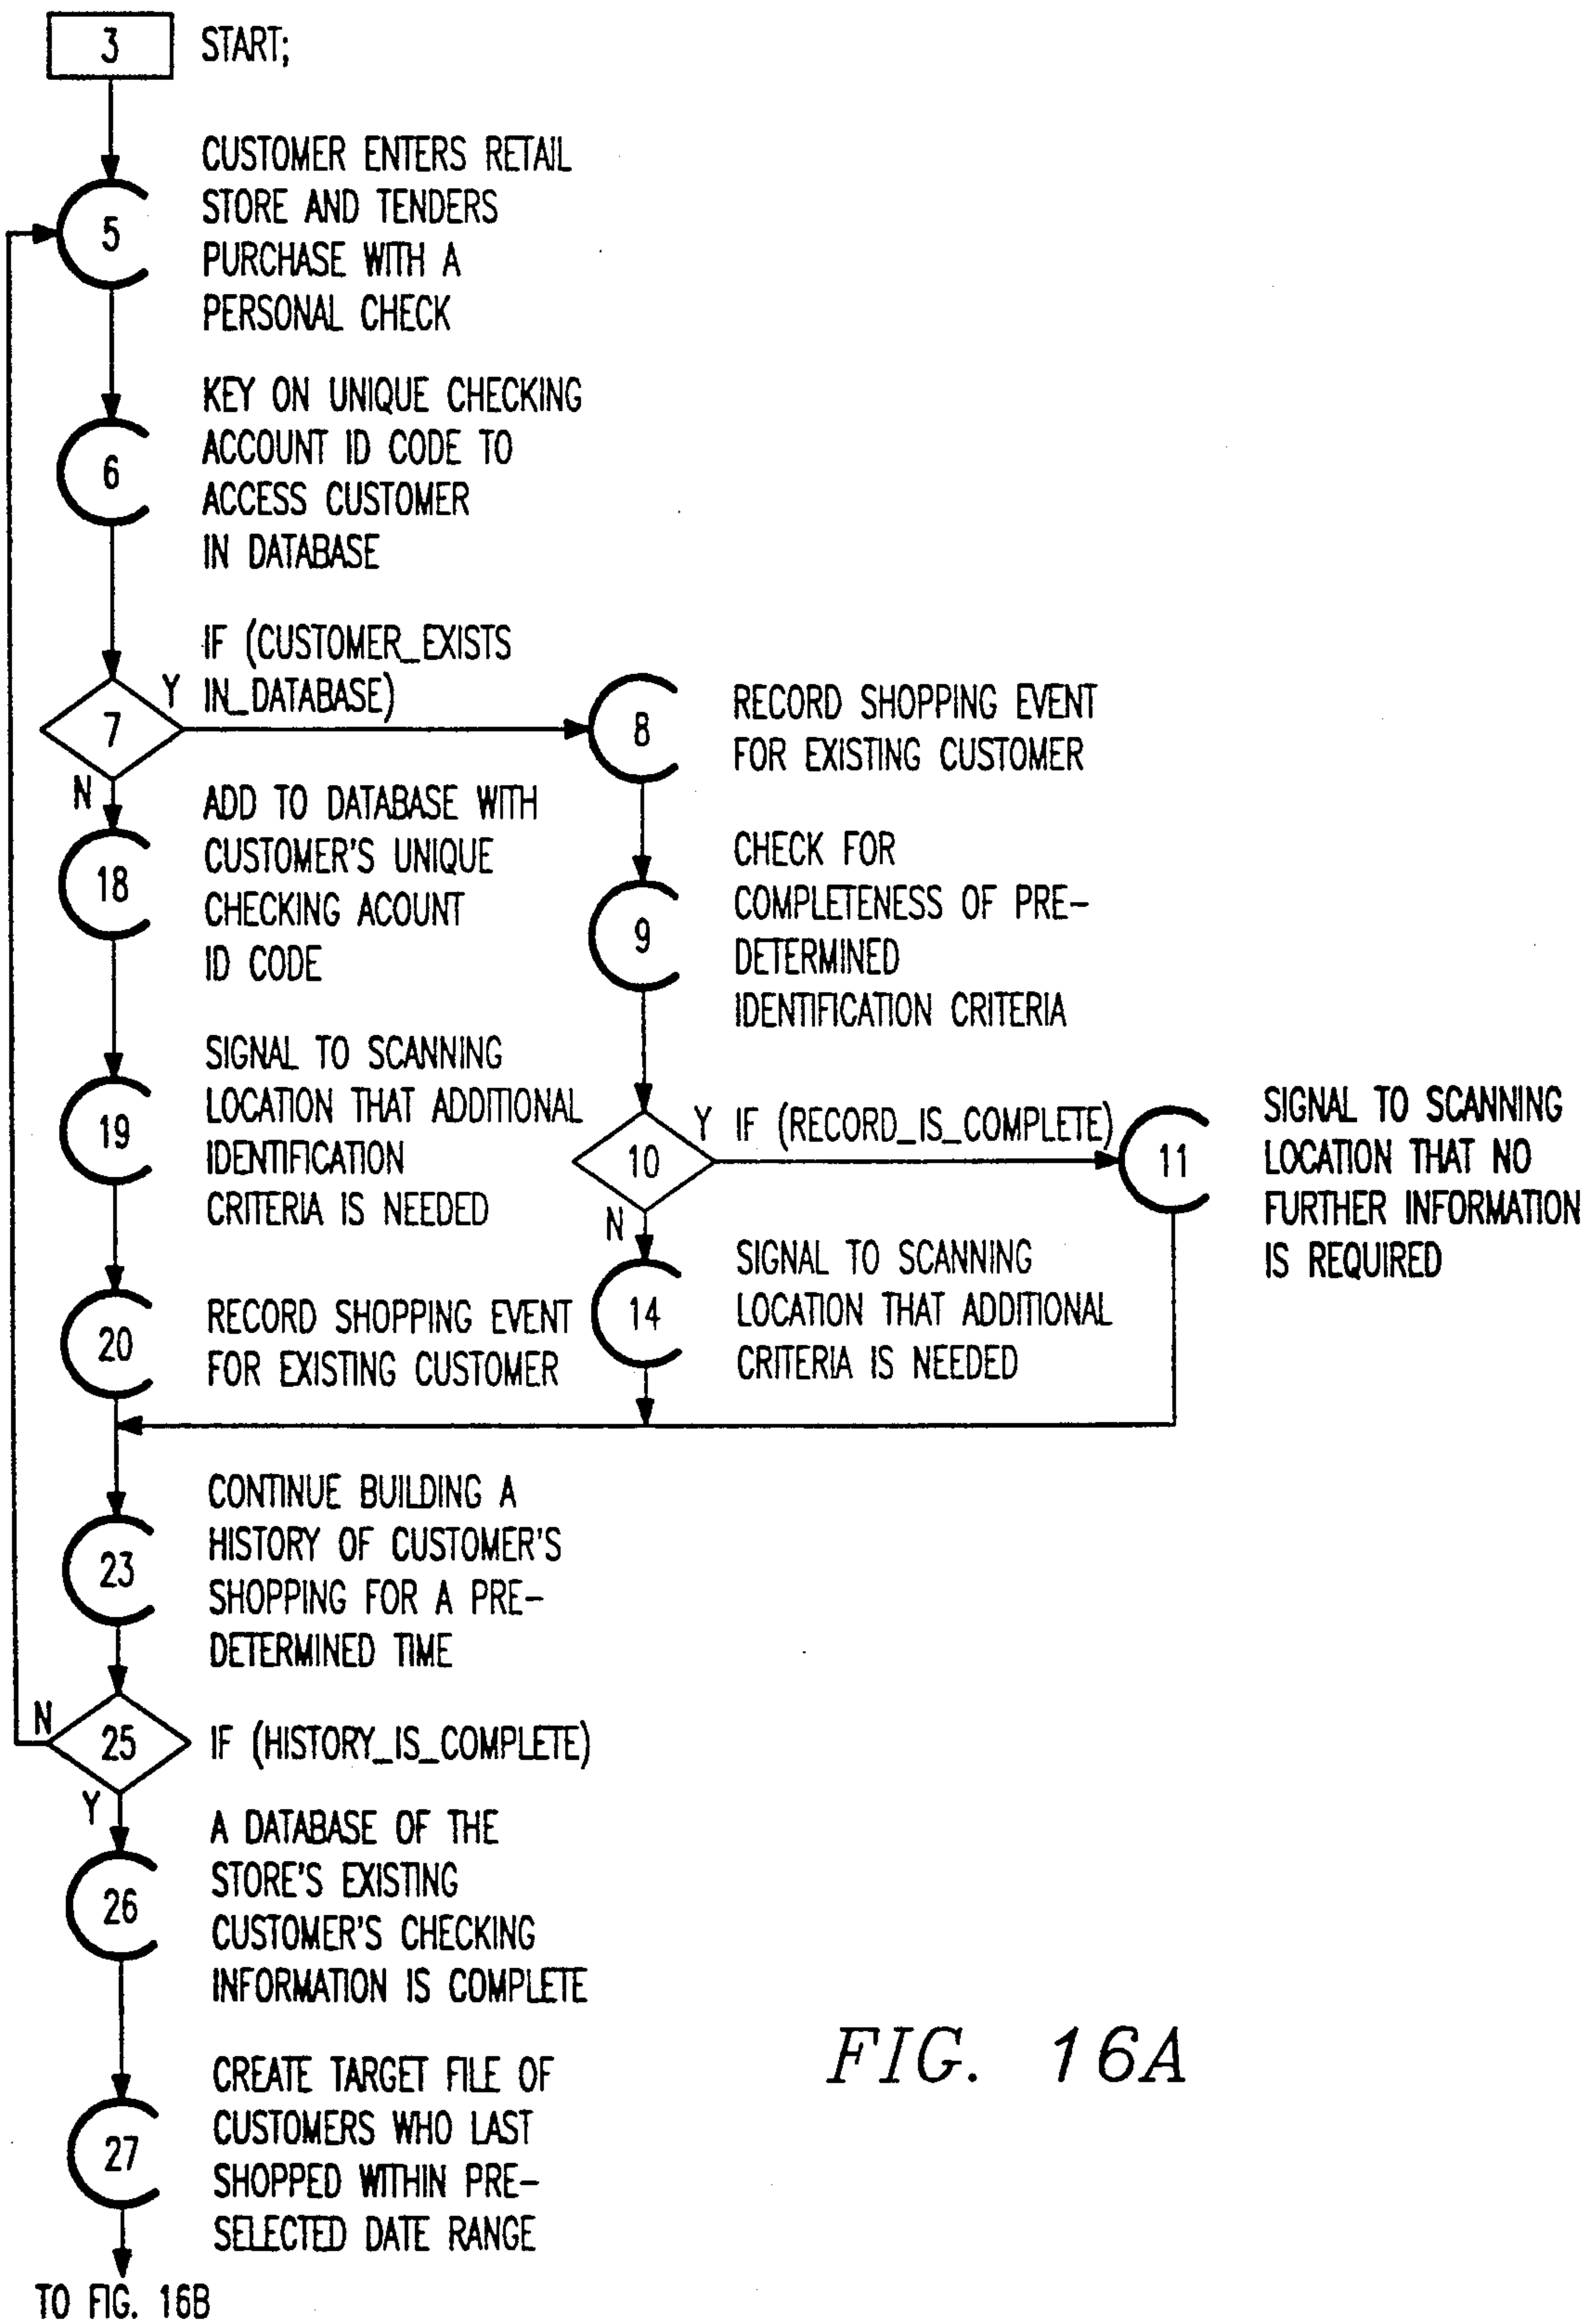 3 START;
CUSTOMER ENTERS RETAIL
STORE AND TENDERS
5
PURCHASE WITH A
PERSONAL CHECK
KEY ON UNIQUE CHECKING
ACCOUNT ID CODE TO
6
ACCESS CUSTOMER
IN DATABASE
IF (CUSTOMER_EXISTS
Y IN_DATABASE)
7
N
8
RECORD SHOPPING EVENT
FOR EXISTING CUSTOMER
ADD TO DATABASE WITH
CUSTOMER'S UNIQUE
18
CHECKING ACOUNT
ID CODE
CHECK FOR
COMPLETENESS OF PRE-
9
DETERMINED
IDENTIFICATION CRITERIA
SIGNAL TO SCANNING
LOCATION THAT ADDITIONAL
19
IDENTIFICATION
CRITERIA IS NEEDED
Y IF (RECORD_IS_COMPLETE)
10
N
11
SIGNAL TO SCANNING
LOCATION THAT NO
FURTHER INFORMATION
IS REQUIRED
SIGNAL TO SCANNING
14
LOCATION THAT ADDITIONAL
CRITERIA IS NEEDED
20
RECORD SHOPPING EVENT
FOR EXISTING CUSTOMER
CONTINUE BUILDING A
HISTORY OF CUSTOMER'S
23
SHOPPING FOR A PRE-
DETERMINED TIME
N
25 IF (HISTORY_IS_COMPLETE)
Y
A DATABASE OF THE
STORE'S EXISTING
26
CUSTOMER'S CHECKING
INFORMATION IS COMPLETE
CREATE TARGET FILE OF
CUSTOMERS WHO LAST
27
SHOPPED WITHIN PRE-
SELECTED DATE RANGE
TO FIG. 16B
FIG. 16A